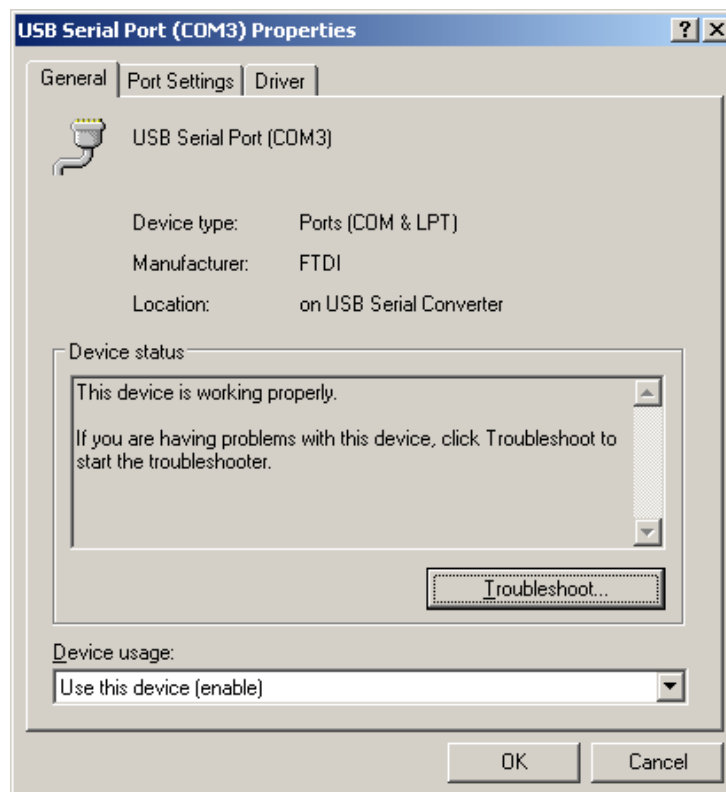 USB Serial Port (COM3) Properties
General
Port Settings
Driver
USB Serial Port (COM3)
Device type: Ports (COM & LPT)
Manufacturer: FTDI
Location: on USB Serial Converter
Device status
This device is working properly.
If you are having problems with this device, click Troubleshoot to
start the troubleshooter.
Troubleshoot...
Device usage:
Use this device (enable)
OK
Cancel